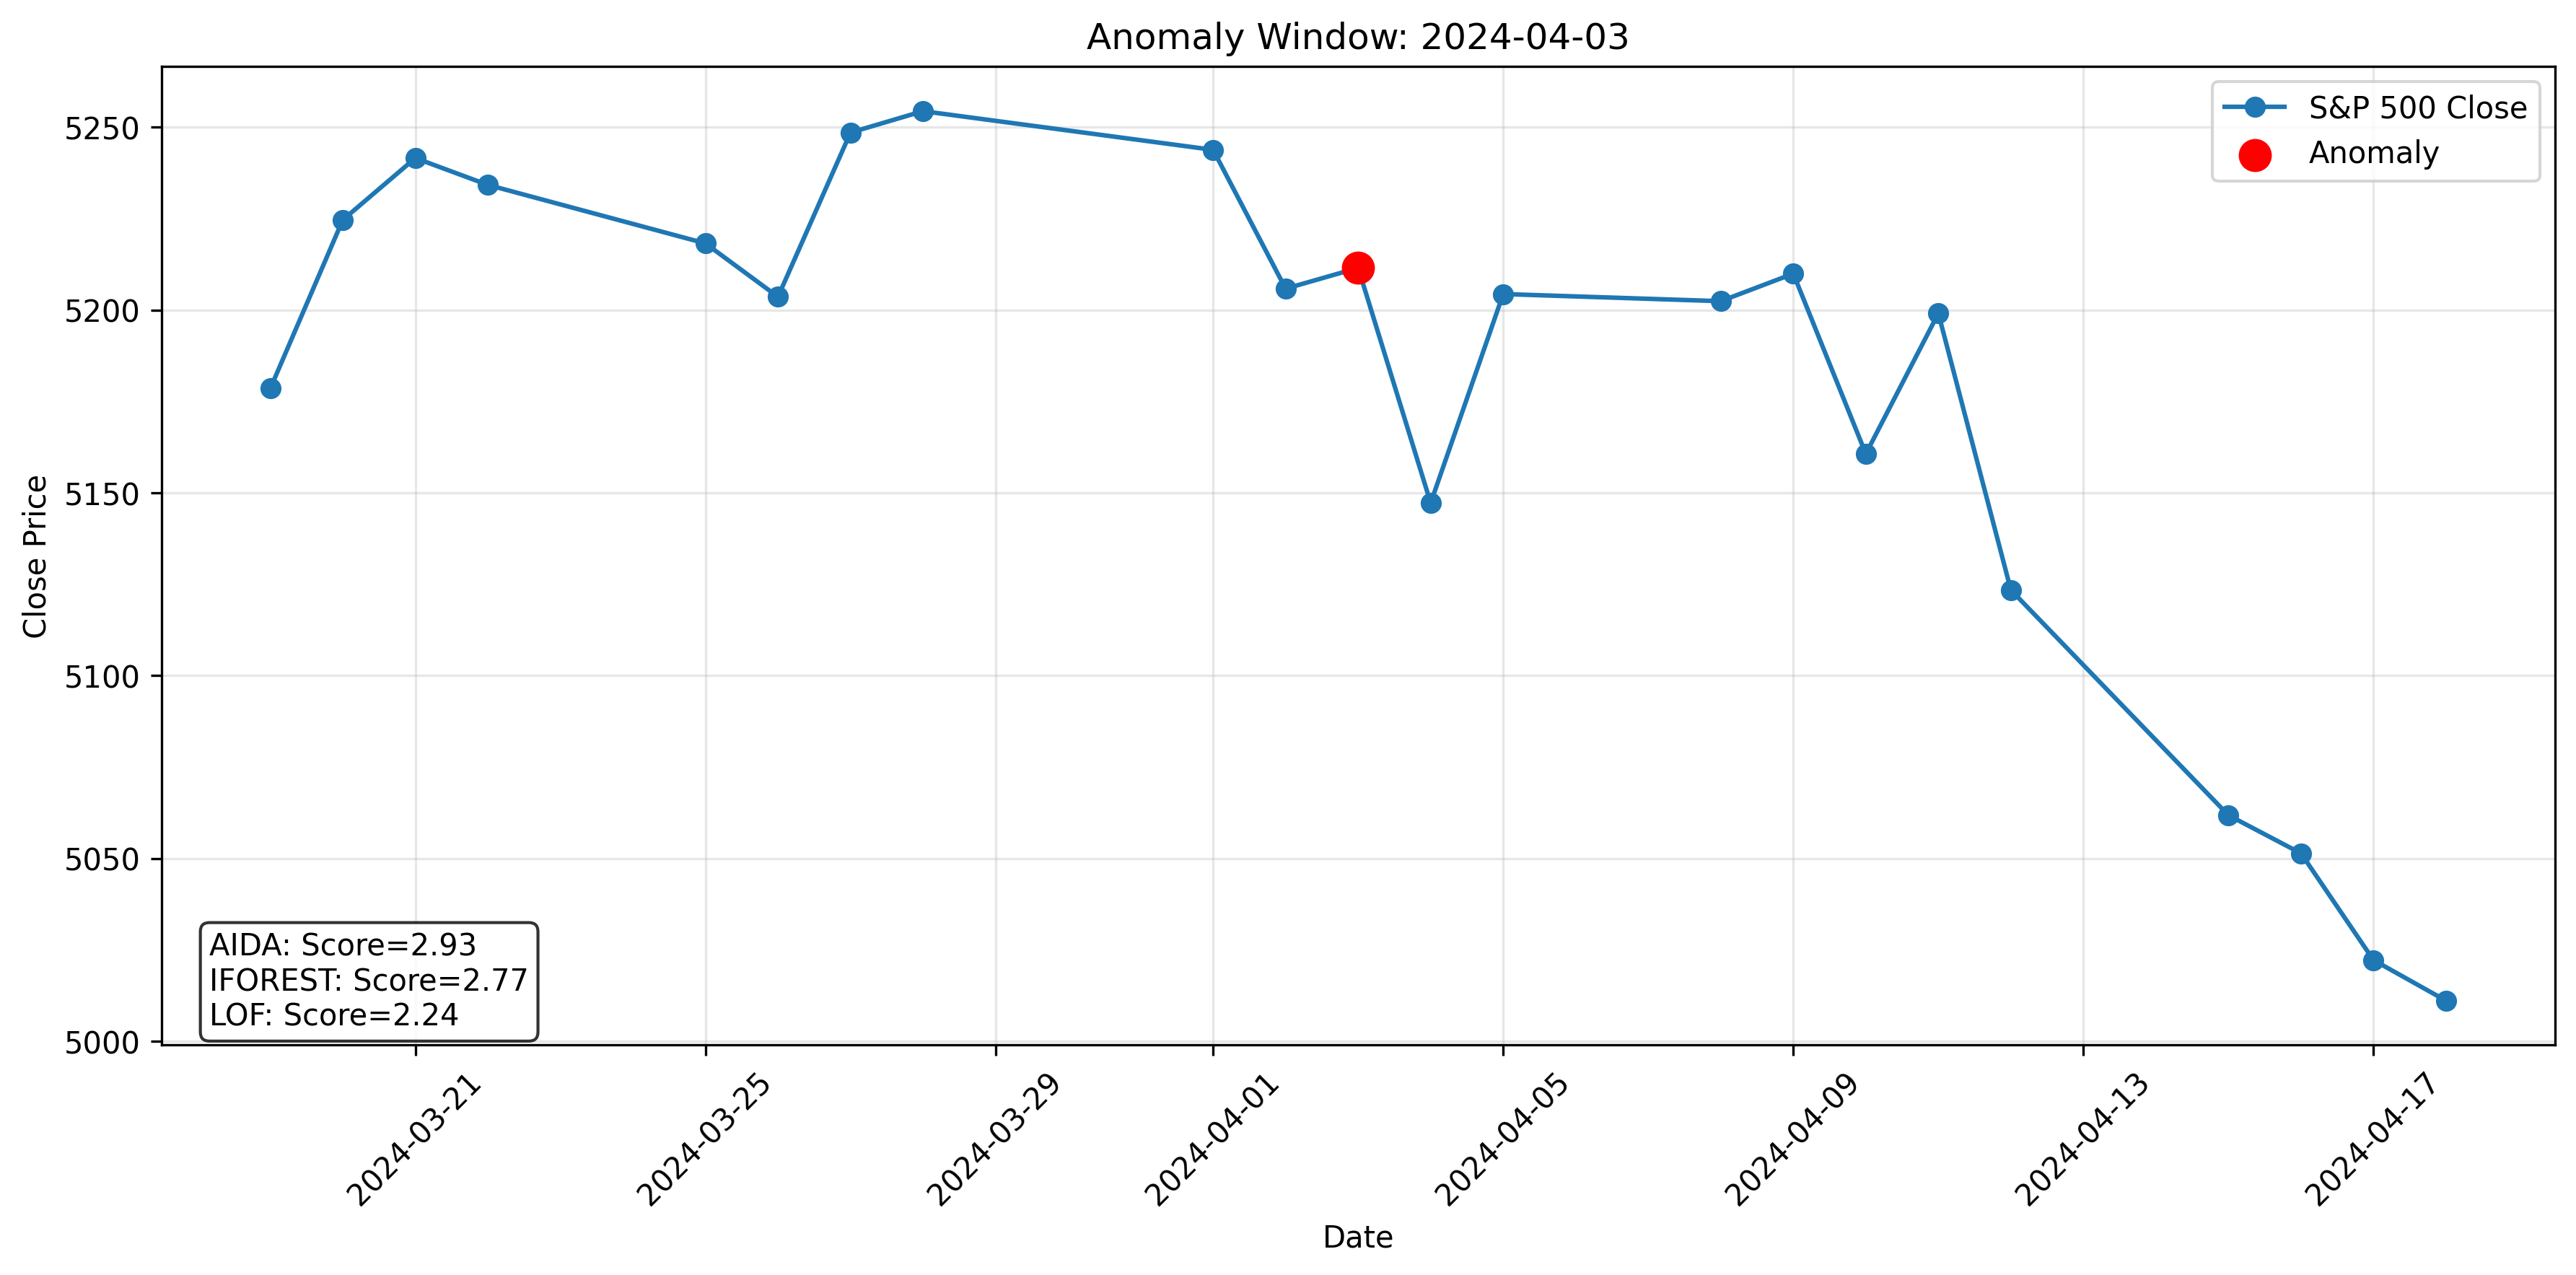 Anomaly Window: 2024-04-03
S&P 500 Close
Anomaly
Close Price
5250
5200
5150
5100
5050
5000
AIDA: Score=2.93
IFOREST: Score=2.77
LOF: Score=2.24
2024-03-21
2024-03-25
2024-03-29
2024-04-01
2024-04-05
2024-04-09
2024-04-13
2024-04-17
Date